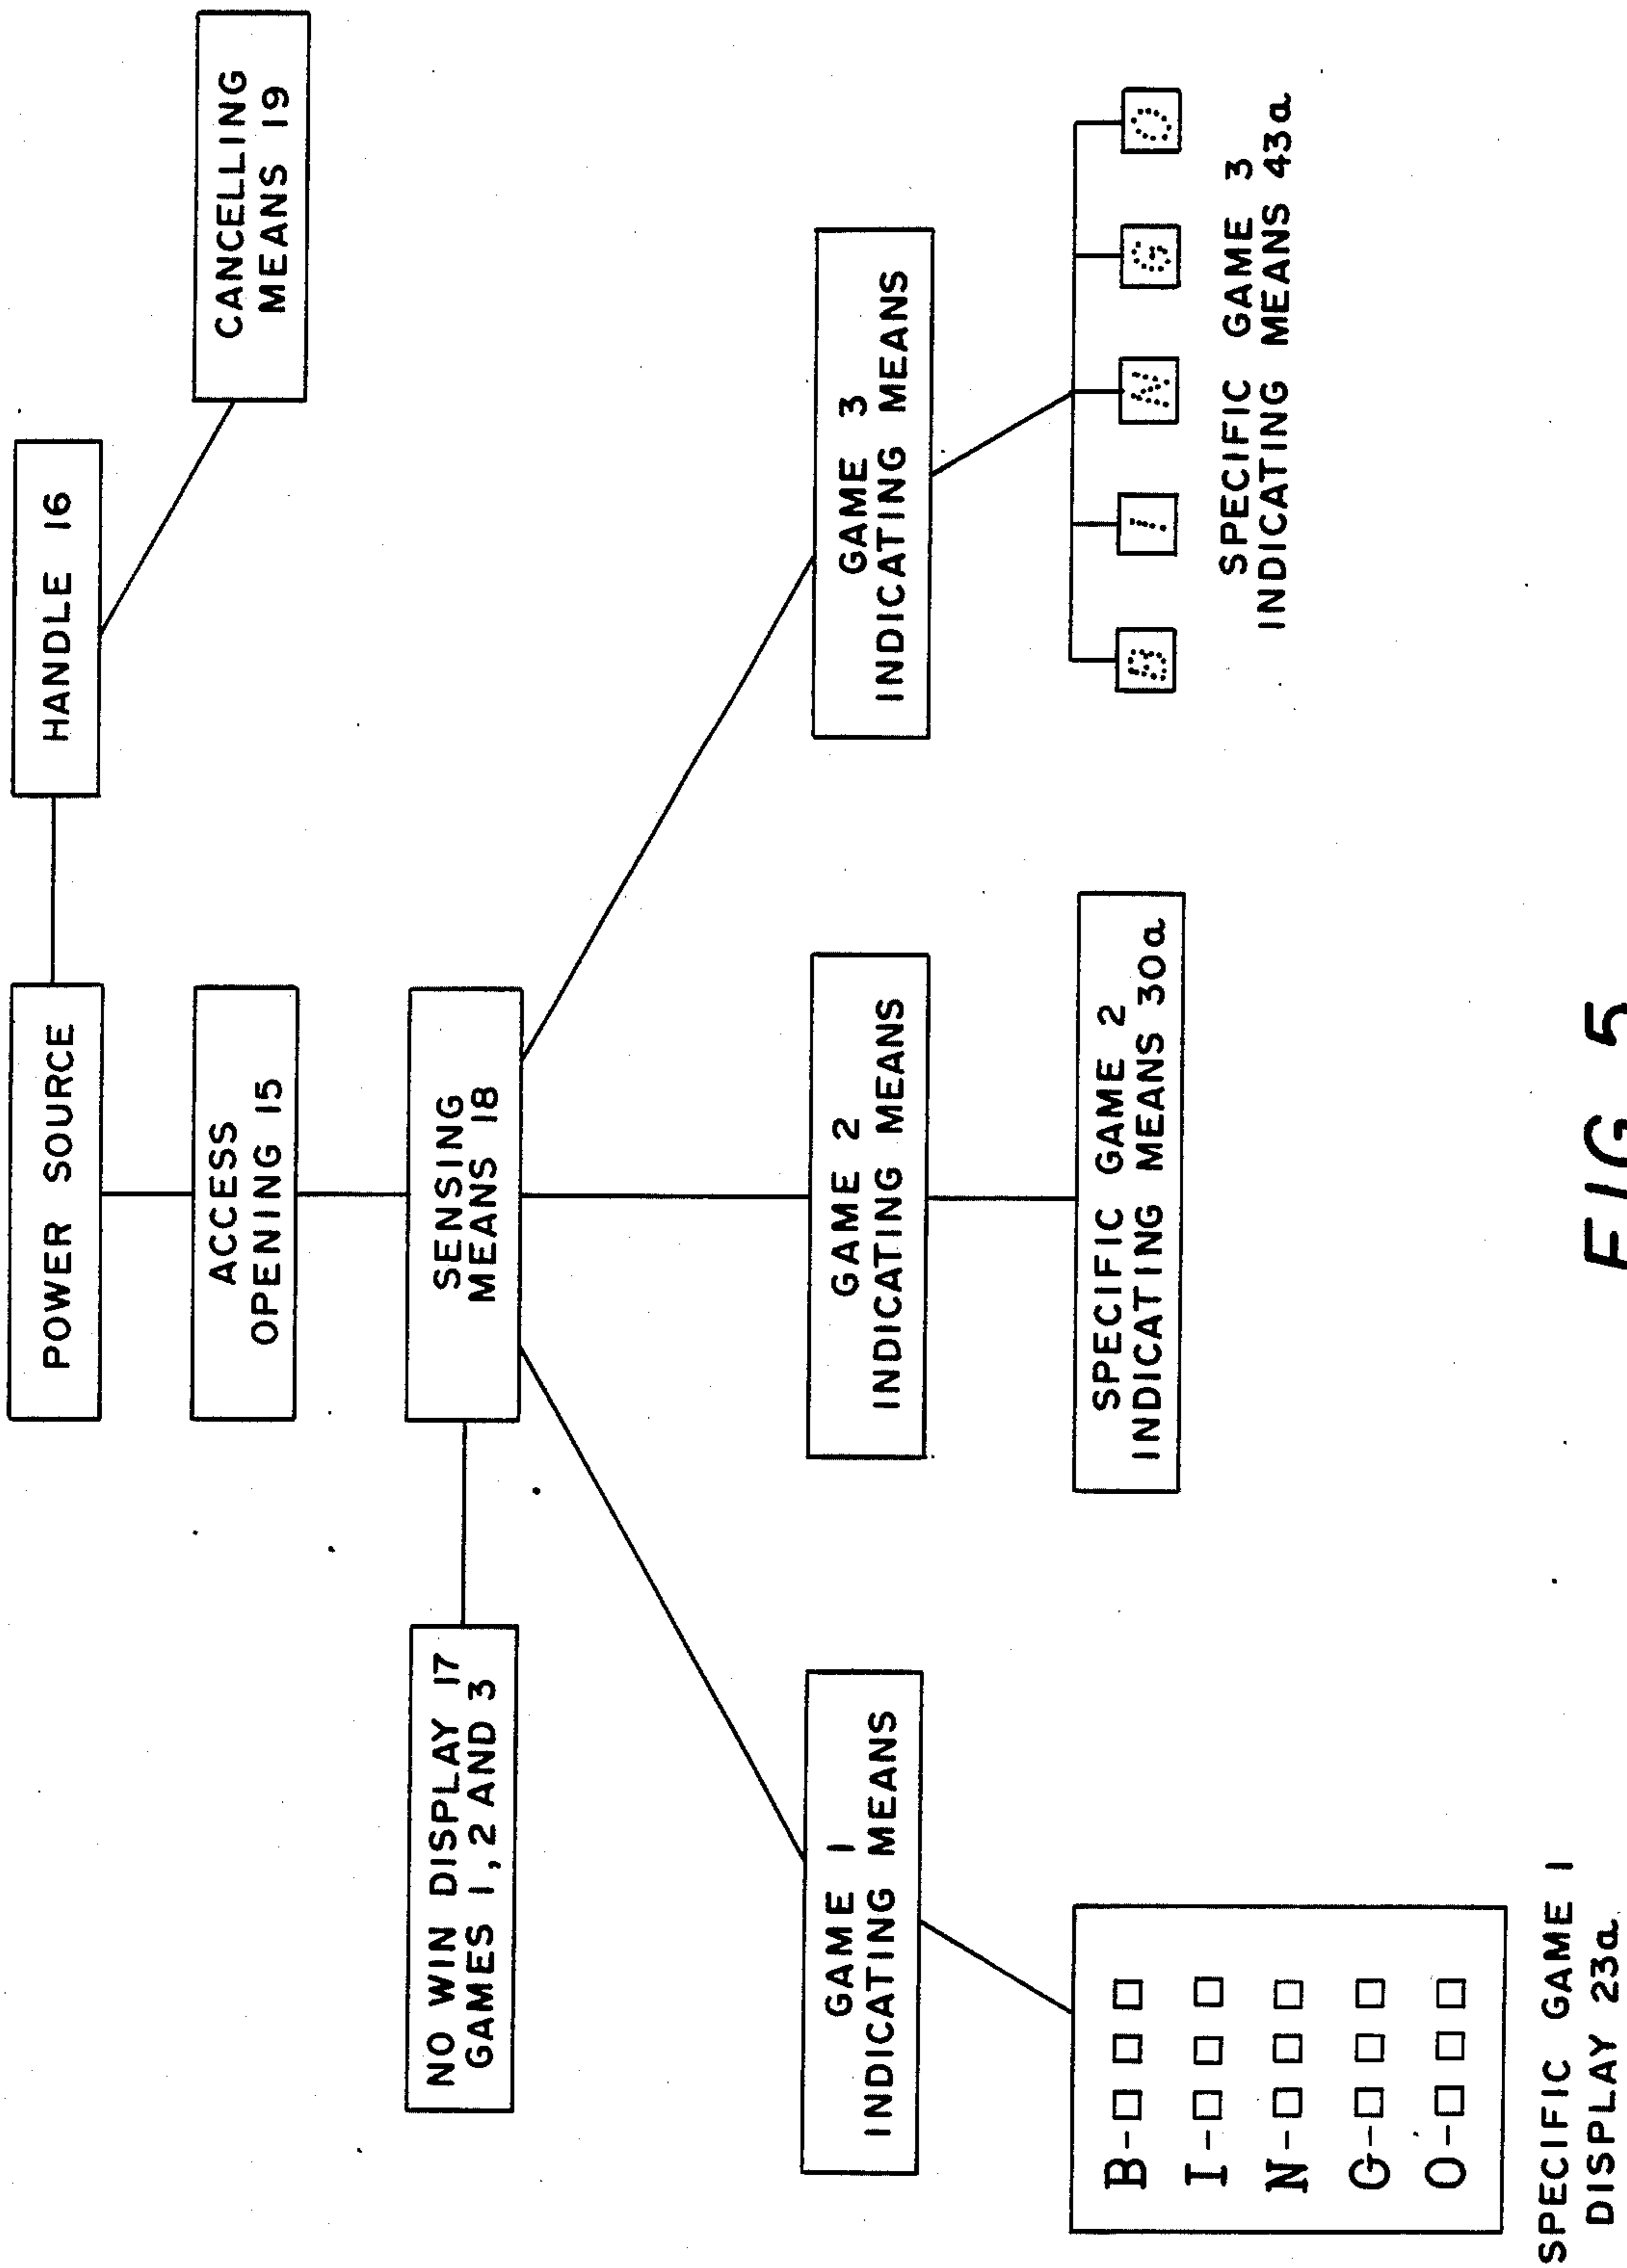 POWER SOURCE
HANDLE 16
ACCESS
OPENING 15
CANCELLING
MEANS 19
NO WIN DISPLAY 17
GAMES 1, 2 AND 3
SENSING
MEANS 18
GAME 1
INDICATING MEANS
GAME 2
INDICATING MEANS
GAME 3
INDICATING MEANS
B-□ □ □
I-□ □ □
N-□ □ □
G-□ □ □
O-□ □ □
SPECIFIC GAME 1
DISPLAY 23a
SPECIFIC GAME 2
INDICATING MEANS 30a
B I N G O
SPECIFIC GAME 3
INDICATING MEANS 43a
FIG 5